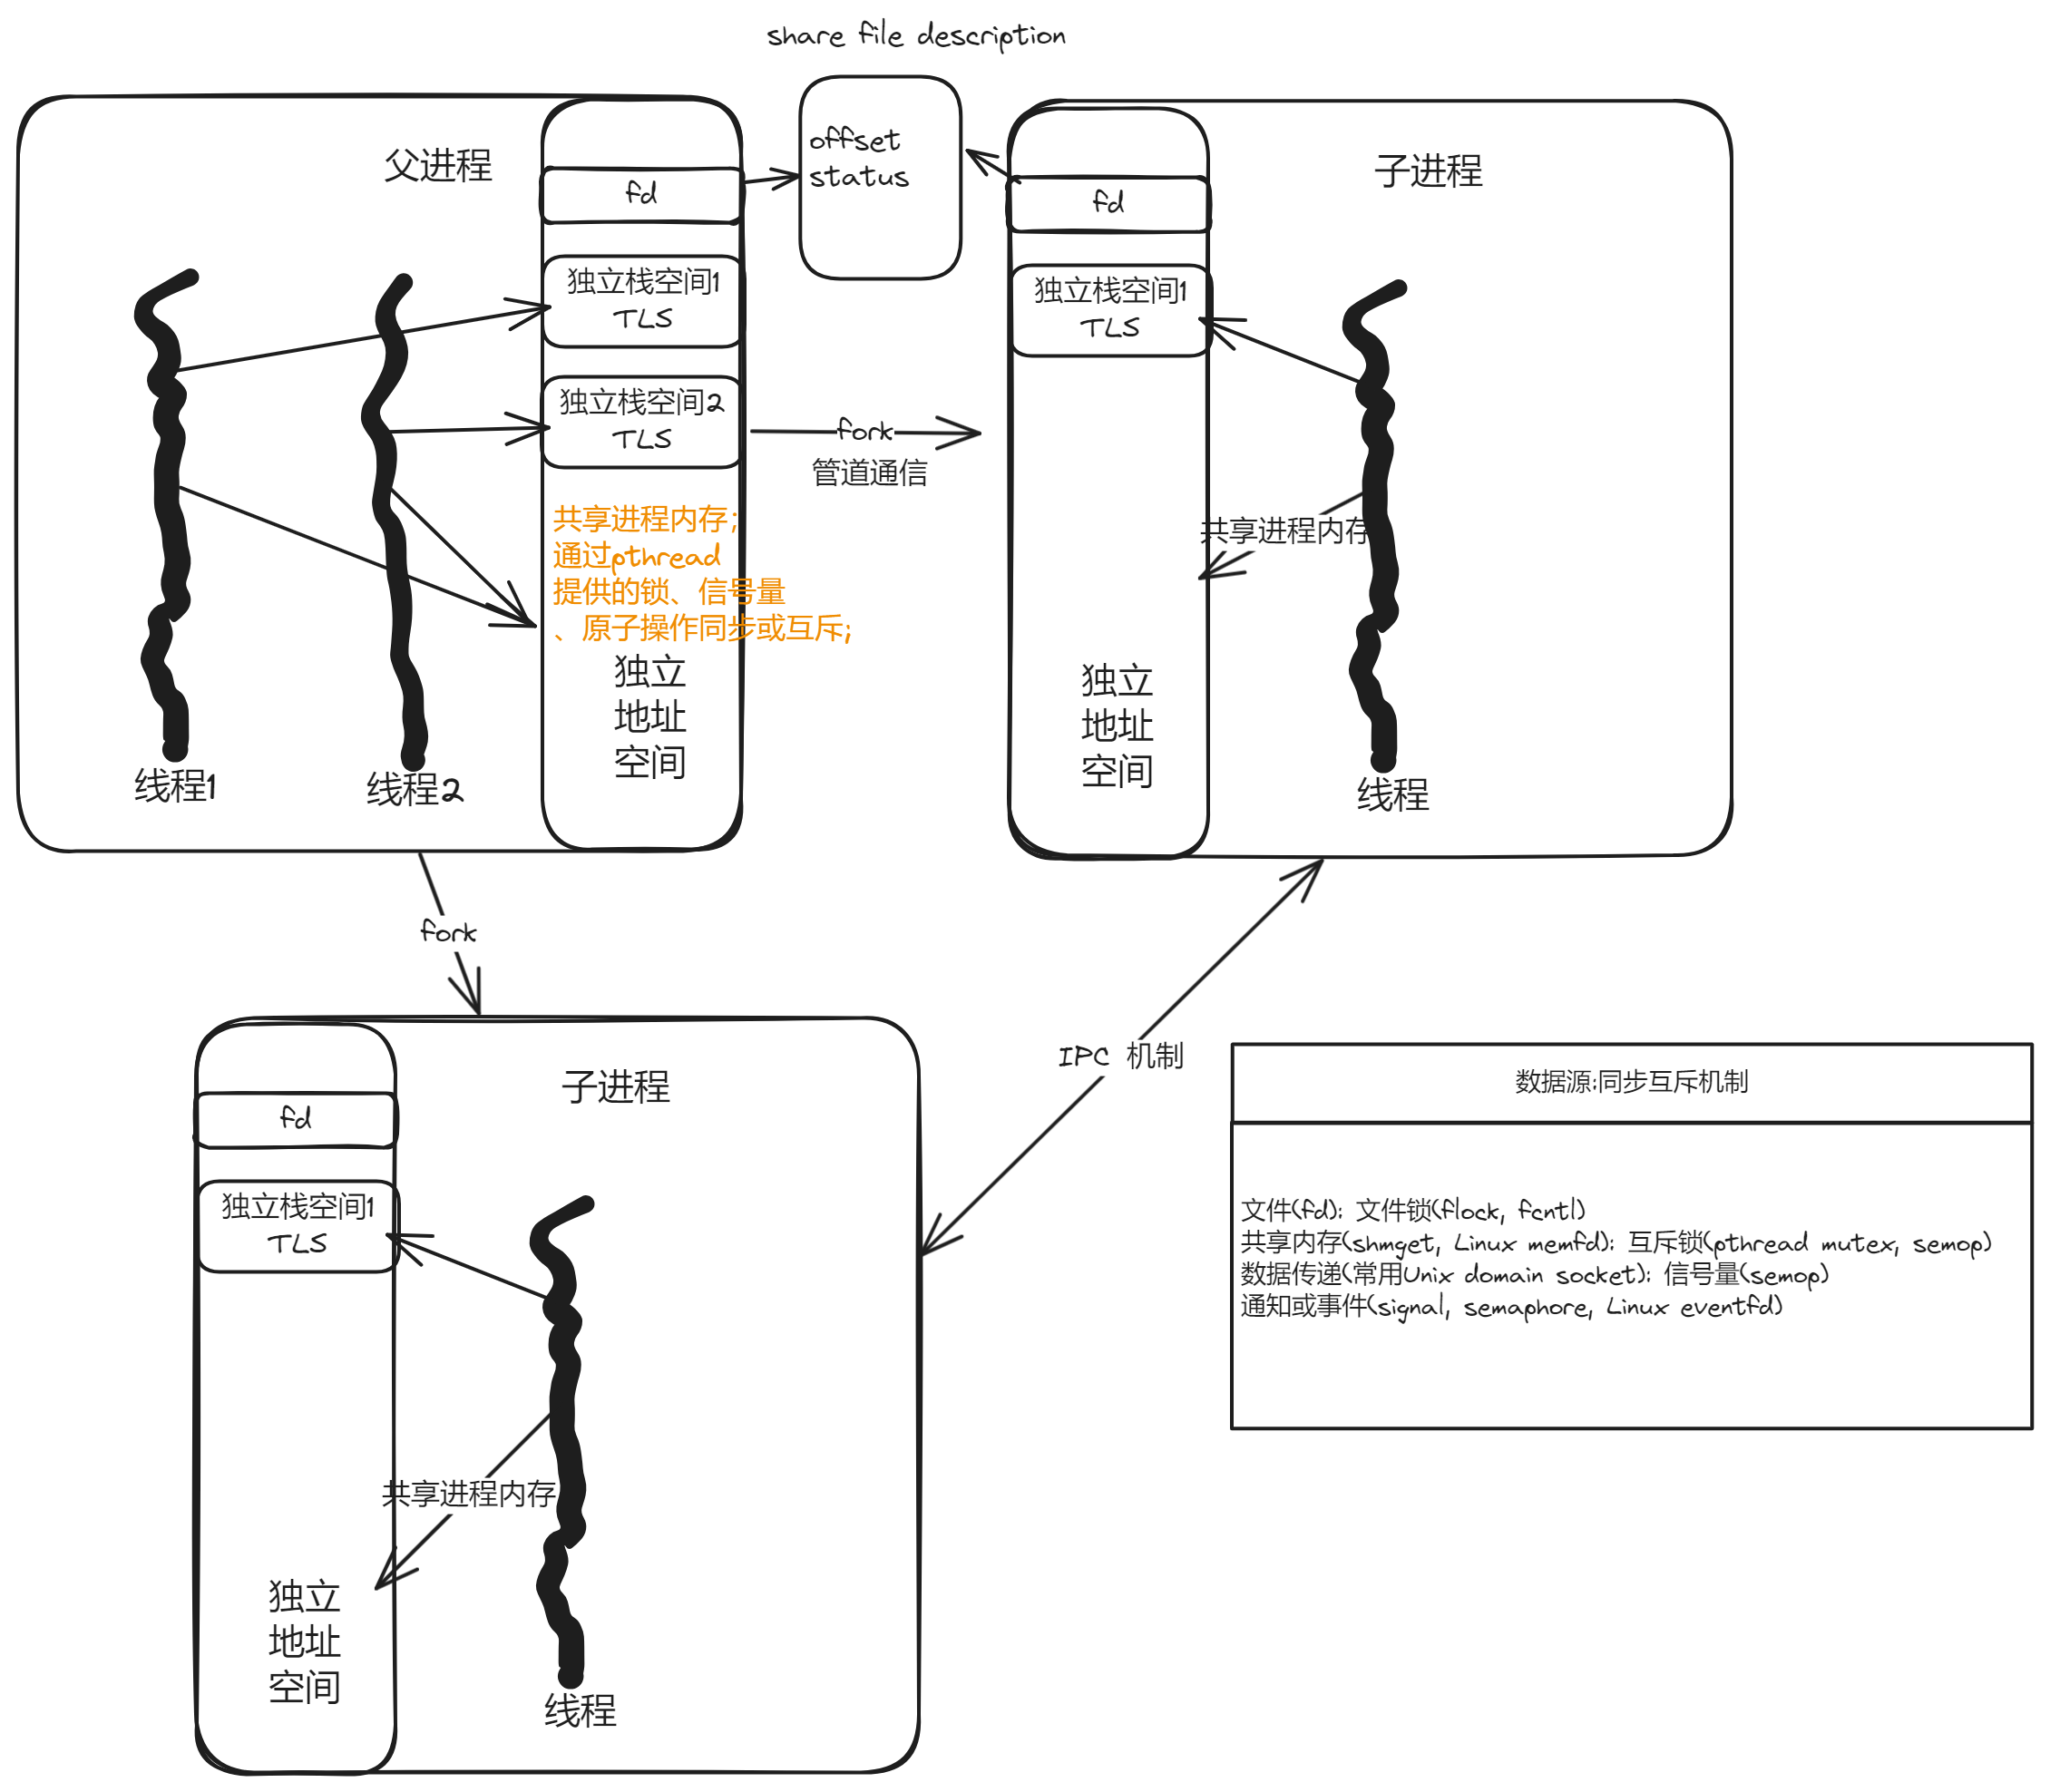 share file description
offset
status
父进程
fd
独立栈空间1
TLS
独立栈空间2
TLS
共享进程内存;
通过pthread
提供的锁、信号量
、原子操作同步或互斥;
独立
地址
空间
线程1
线程2
fork
管道通信
子进程
fd
独立栈空间1
TLS
共享进程内存
独立
地址
空间
线程
fork
子进程
fd
独立栈空间1
TLS
共享进程内存
独立
地址
空间
线程
IPC 机制
数据源:同步互斥机制
文件(fd): 文件锁(flock, fcntl)
共享内存(shmget, Linux memfd): 互斥锁(pthread mutex, semop)
数据传递(常用Unix domain socket): 信号量(semop)
通知或事件(signal, semaphore, Linux eventfd)